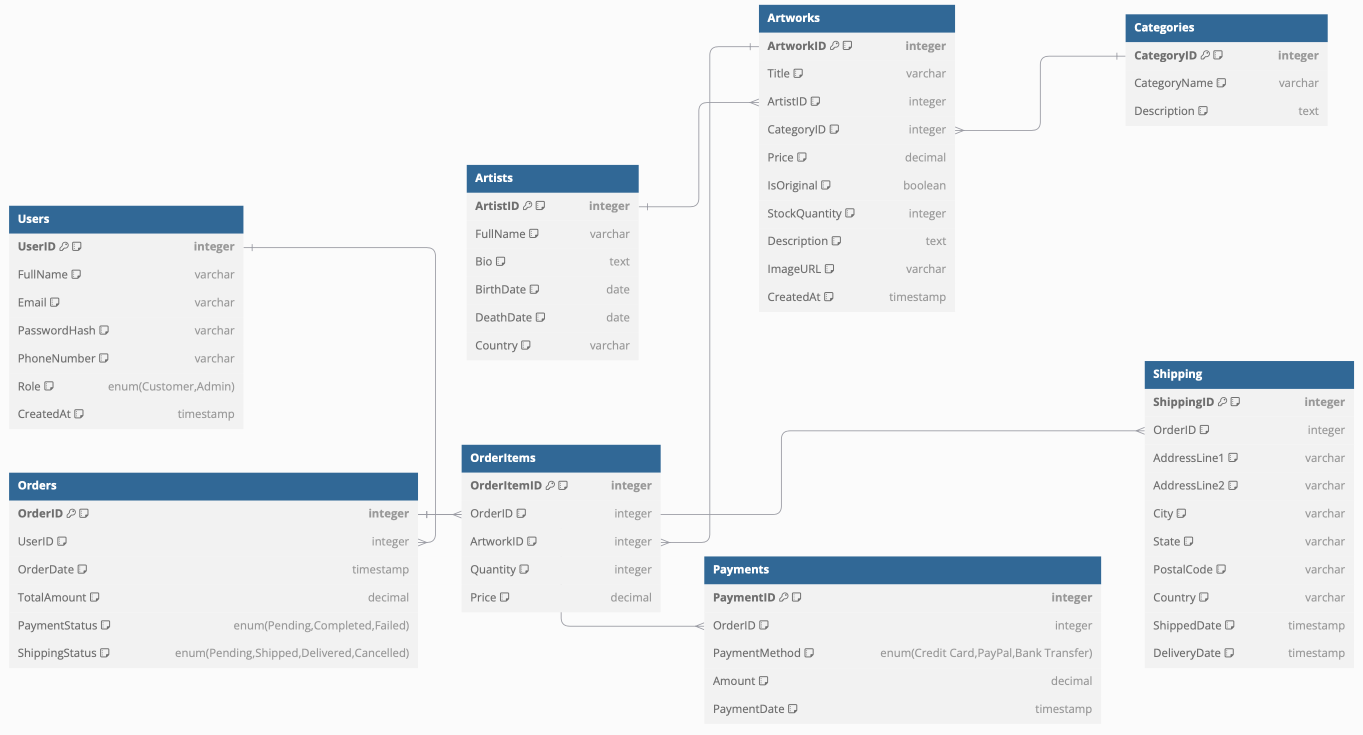 Artworks
ArtworkID integer
Title varchar
ArtistID integer
CategoryID integer
Price decimal
IsOriginal boolean
StockQuantity integer
Description text
ImageURL varchar
CreatedAt timestamp
Categories
CategoryID integer
CategoryName varchar
Description text
Artists
ArtistID integer
FullName varchar
Bio text
BirthDate date
DeathDate date
Country varchar
Users
UserID integer
FullName varchar
Email varchar
PasswordHash varchar
PhoneNumber varchar
Role enum(Customer,Admin)
CreatedAt timestamp
Orders
OrderID integer
UserID integer
OrderDate timestamp
TotalAmount decimal
PaymentStatus enum(Pending,Completed,Failed)
ShippingStatus enum(Pending,Shipped,Delivered,Cancelled)
OrderItems
OrderItemID integer
OrderID integer
ArtworkID integer
Quantity integer
Price decimal
Payments
PaymentID integer
OrderID integer
PaymentMethod enum(Credit Card,PayPal,Bank Transfer)
Amount decimal
PaymentDate timestamp
Shipping
ShippingID integer
OrderID integer
AddressLine1 varchar
AddressLine2 varchar
City varchar
State varchar
PostalCode varchar
Country varchar
ShippedDate timestamp
DeliveryDate timestamp